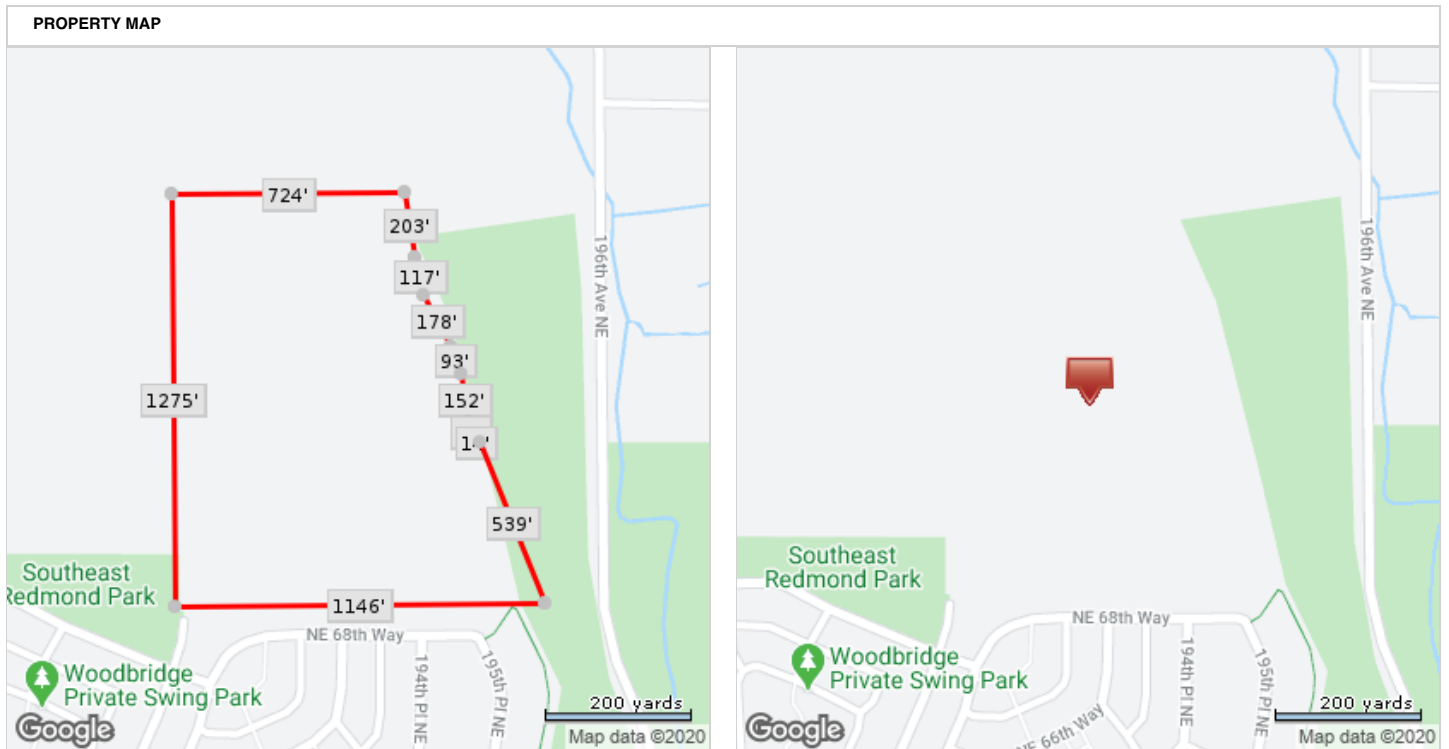 PROPERTY MAP
724'
203'
117'
178'
93'
152'
1275'
539'
1146'
196th Ave NE
Southeast
Redmond Park
NE 68th Way
194th Pl NE
195th Pl NE
Woodbridge
Private Swing Park
200 yards
Google
Map data ©2020
196th Ave NE
Southeast
Redmond Park
NE 68th Way
194th Pl NE
195th Pl NE
NE 66th Way
Woodbridge
Private Swing Park
200 yards
Google
Map data ©2020